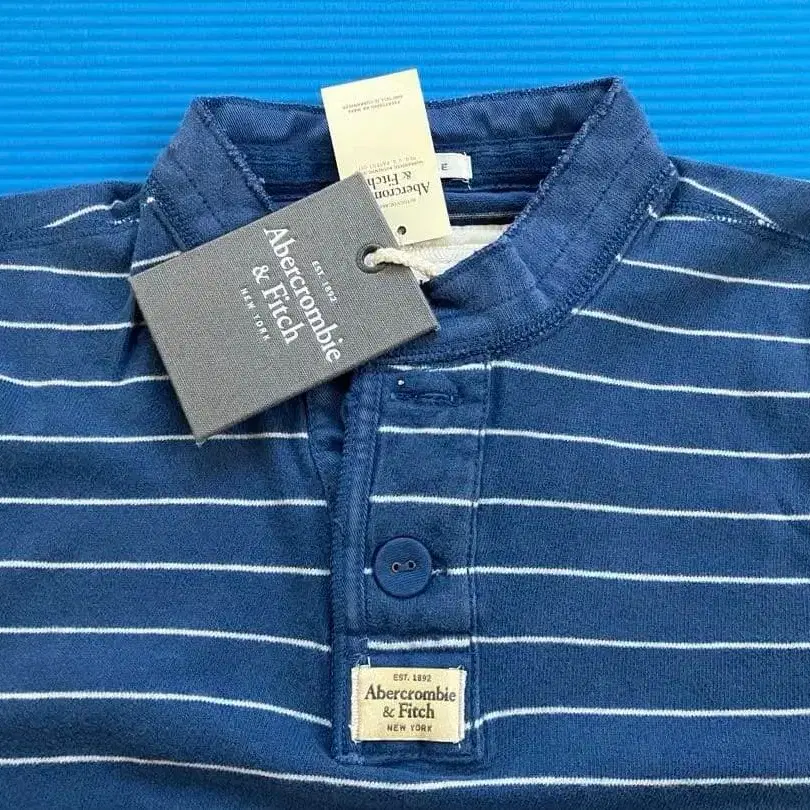 Abercrombie
& Fitch
E
EST. 1892
Abercrombie
& Fitch
NEW YORK
EST. 1892
Abercrombie
& Fitch
NEW YORK